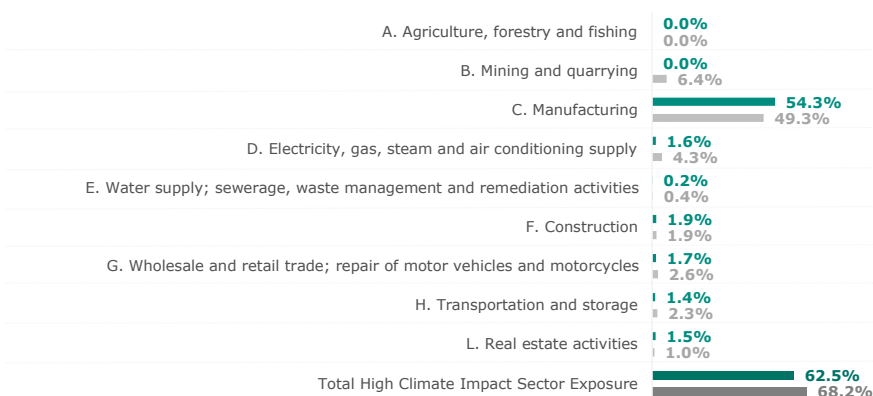 A. Agriculture, forestry and fishing
0.0%
0.0%
B. Mining and quarrying
0.0%
6.4%
C. Manufacturing
54.3%
49.3%
D. Electricity, gas, steam and air conditioning supply
1.6%
4.3%
E. Water supply; sewerage, waste management and remediation activities
0.2%
0.4%
F. Construction
1.9%
1.9%
G. Wholesale and retail trade; repair of motor vehicles and motorcycles
1.7%
2.6%
H. Transportation and storage
1.4%
2.3%
L. Real estate activities
1.5%
1.0%
Total High Climate Impact Sector Exposure
62.5%
68.2%